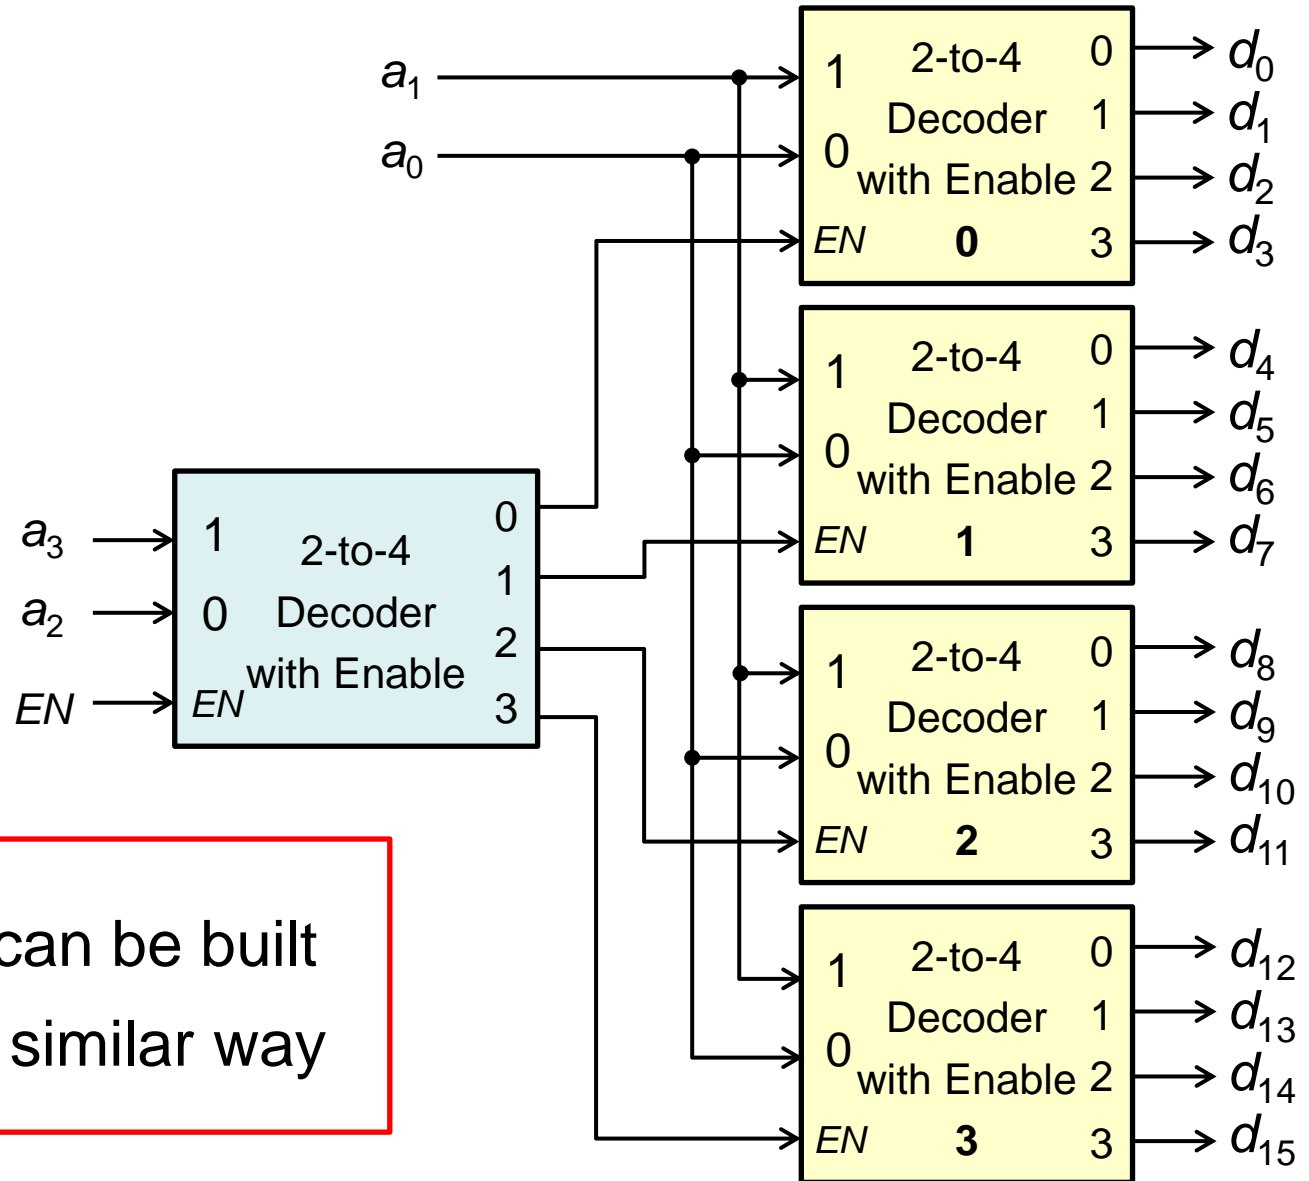 a₁
a₀
1 2-to-4 0
Decoder 1
0 with Enable 2
EN 0 3
d₀
d₁
d₂
d₃
1 2-to-4 0
Decoder 1
0 with Enable 2
EN 1 3
d₄
d₅
d₆
d₇
a₃
a₂
EN
1 2-to-4 0
0 Decoder 1
with Enable 2
EN 3
1 2-to-4 0
Decoder 1
0 with Enable 2
EN 2 3
d₈
d₉
d₁₀
d₁₁
can be built
similar way
1 2-to-4 0
Decoder 1
0 with Enable 2
EN 3 3
d₁₂
d₁₃
d₁₄
d₁₅